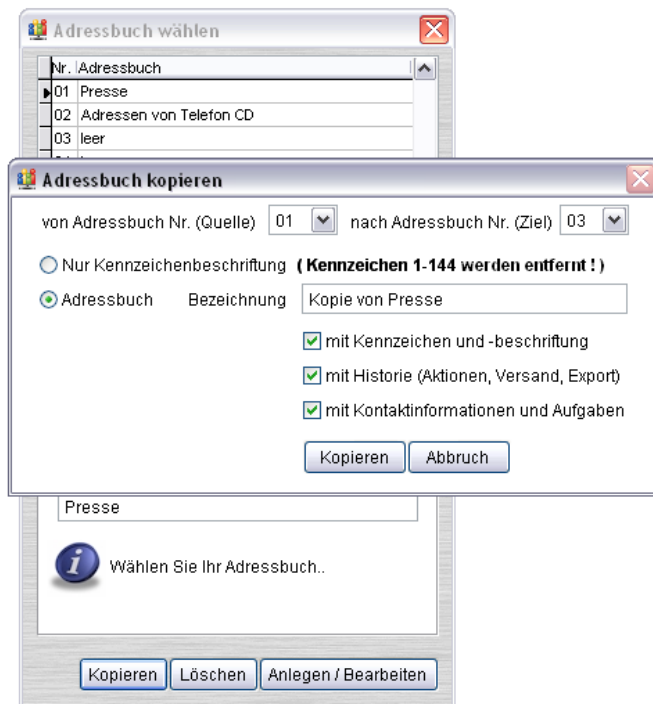 Adressbuch wählen
Nr. Adressbuch
01 Presse
02 Adressen von Telefon CD
03 leer
Adressbuch kopieren
von Adressbuch Nr. (Quelle) 01 nach Adressbuch Nr. (Ziel) 03
Nur Kennzeichenbeschriftung ( Kennzeichen 1-144 werden entfernt ! )
Adressbuch Bezeichnung Kopie von Presse
mit Kennzeichen und -beschriftung
mit Historie (Aktionen, Versand, Export)
mit Kontaktinformationen und Aufgaben
Kopieren Abbruch
Presse
Wählen Sie Ihr Adressbuch..
Kopieren Löschen Anlegen / Bearbeiten